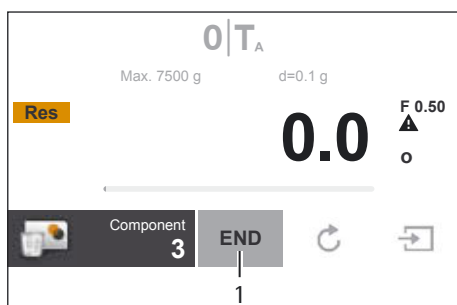 0|TA
Max. 7500 g d=0.1 g
Res
F 0.50
0.0
o
Component
3
END
1